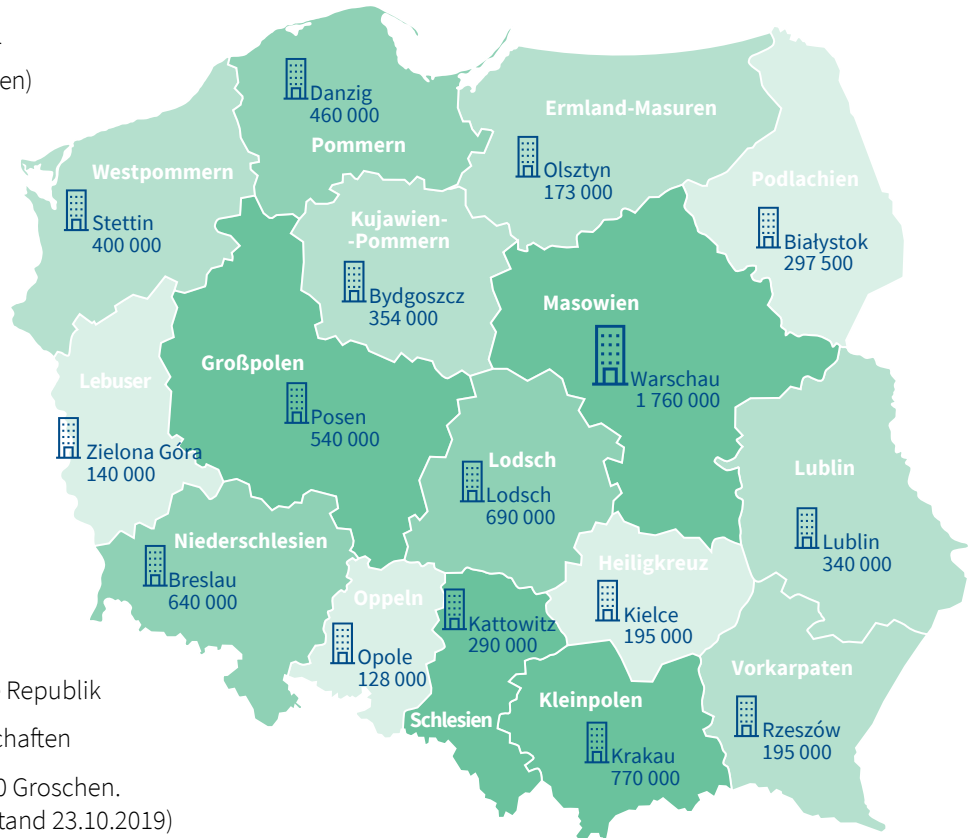 en)
Danzig
460 000
Pommern
Ermland-Masuren
Olsztyn
173 000
Westpommern
Stettin
400 000
Podlachien
Białystok
297 500
Kujawien-
-Pommern
Bydgoszcz
354 000
Masowien
Warschau
1 760 000
Großpolen
Posen
540 000
Lebuser
Zielona Góra
140 000
Lodsch
Lodsch
690 000
Lublin
Lublin
340 000
Niederschlesien
Breslau
640 000
Heiligkreuz
Kielce
195 000
Oppeln
Opole
128 000
Kattowitz
290 000
Schlesien
Kleinpolen
Krakau
770 000
Vorkarpaten
Rzeszów
195 000
Republik
chaften
0 Groschen.
tand 23.10.2019)